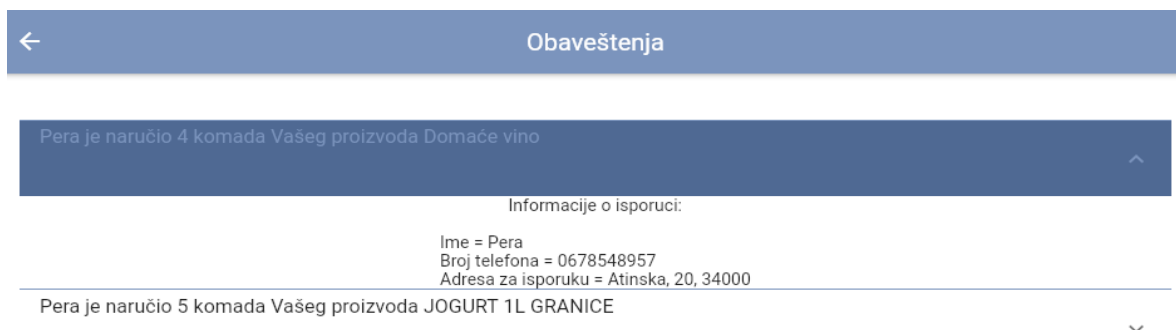 Obaveštenja
Pera je naručio 4 komada Vašeg proizvoda Domaće vino
Informacije o isporuci:
Ime = Pera
Broj telefona = 0678548957
Adresa za isporuku = Atinska, 20, 34000
Pera je naručio 5 komada Vašeg proizvoda JOGURT 1L GRANICE